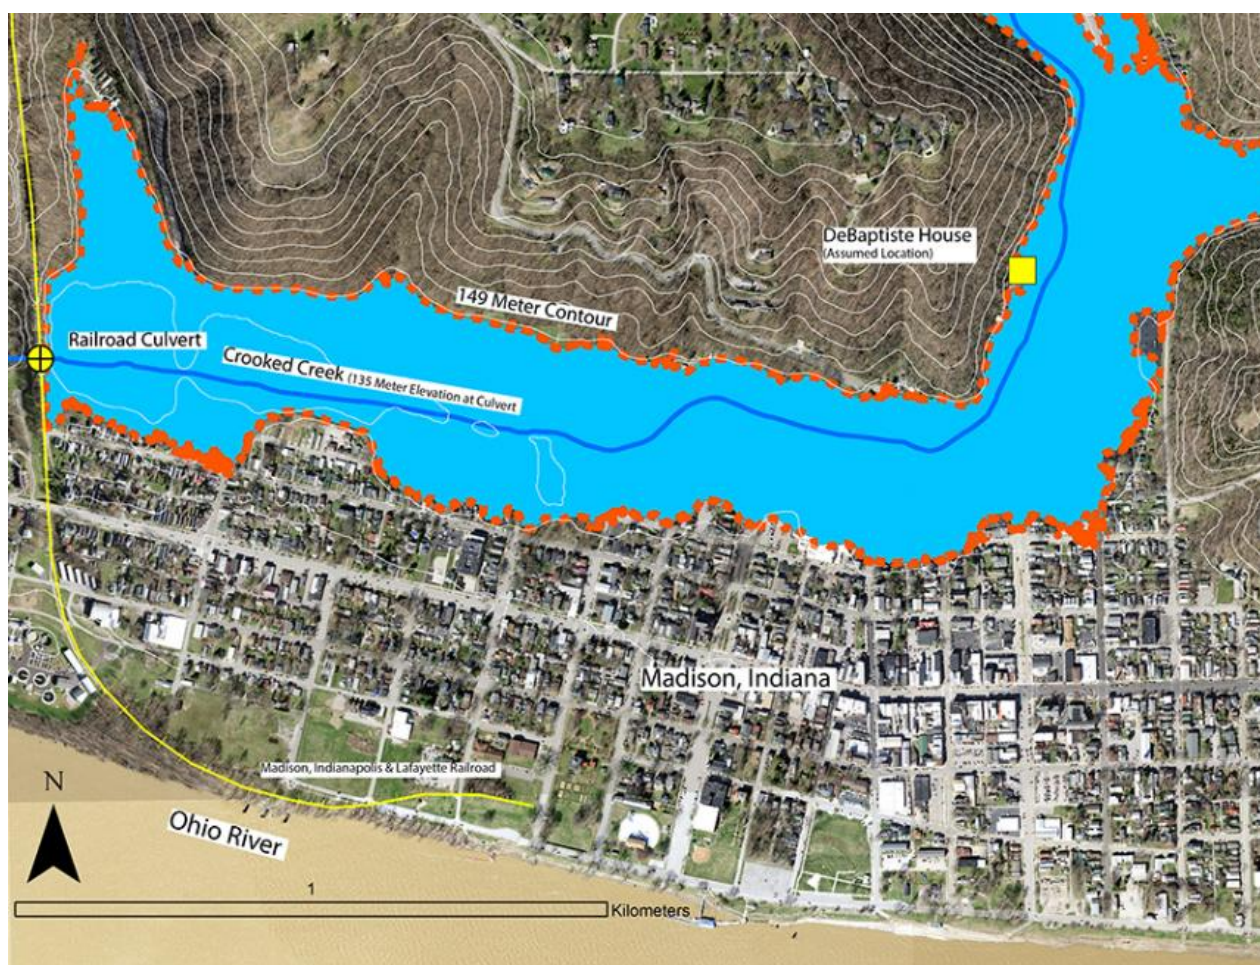 DeBaptiste House
(Assumed Location)
149 Meter Contour
Railroad Culvert
Crooked Creek (135 Meter Elevation at Culvert
Madison, Indiana
Madison, Indianapolis & Lafayette Railroad
N
Ohio River
1
Kilometers